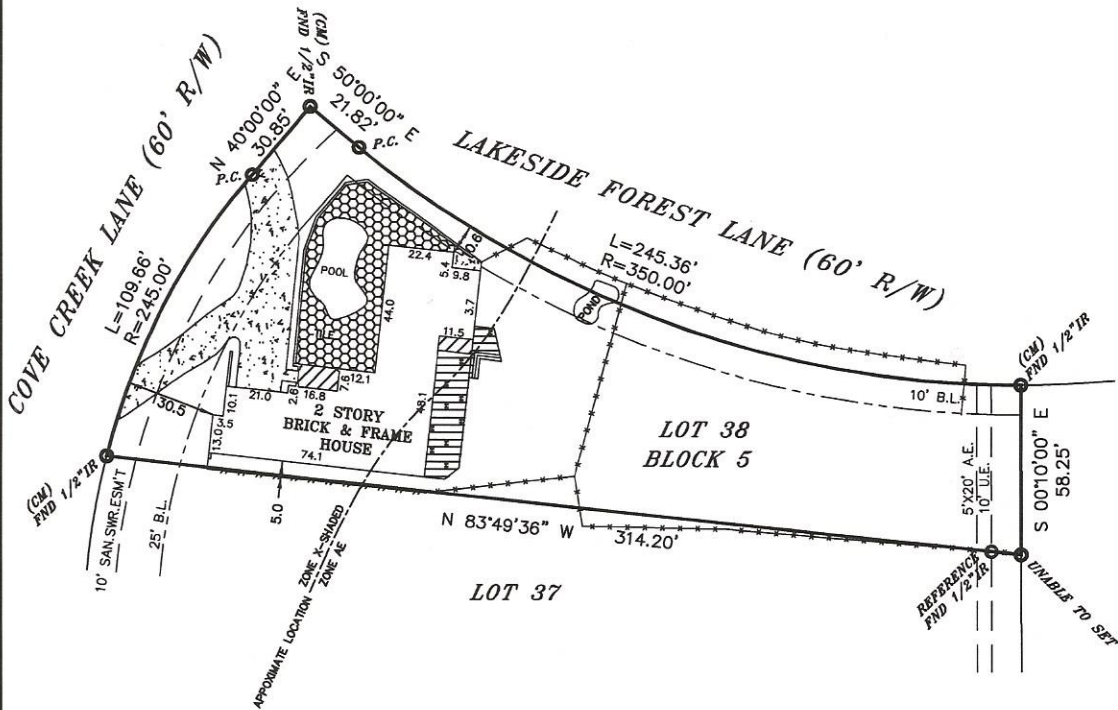 (CM)
FND 1/2"IR
N 40°00'00" E
30.85'
S 50°00'00" E
21.82'
P.C.
P.C.
COVE CREEK LANE (60' R/W)
L=109.66'
R=245.00'
LAKESIDE FOREST LANE (60' R/W)
L=245.36'
R=350.00'
POOL
22.4
5.4
9.8
44.0
3.7
11.5
POND
12.1
7.6
16.8
2.6
21.0
10.1
3.5
13.0
30.5
48.1
2 STORY
BRICK & FRAME
HOUSE
74.1
5.0
LOT 38
BLOCK 5
10' B.L.
(CM)
FND 1/2"IR
S 00°10'00" E
58.25'
5'X20' A.E.
10' U.E.
(CM)
FND 1/2"IR
10' SAN.SWR.ESM'T
25' B.L.
N 83°49'36" W
314.20'
APPOXIMATE LOCATION
ZONE X-SHADED
ZONE AE
LOT 37
REFERENCE
FND 1/2"IR
UNABLE TO SET